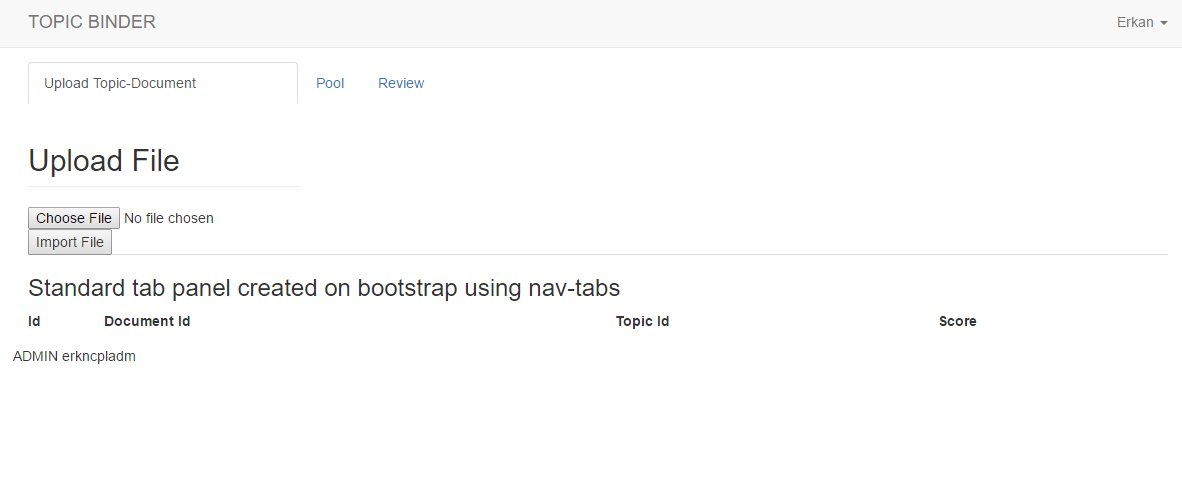 TOPIC BINDER Erkan
Upload Topic-Document Pool Review
Upload File
Choose File No file chosen
Import File
Standard tab panel created on bootstrap using nav-tabs
Id Document Id Topic Id Score
ADMIN erkncpladm